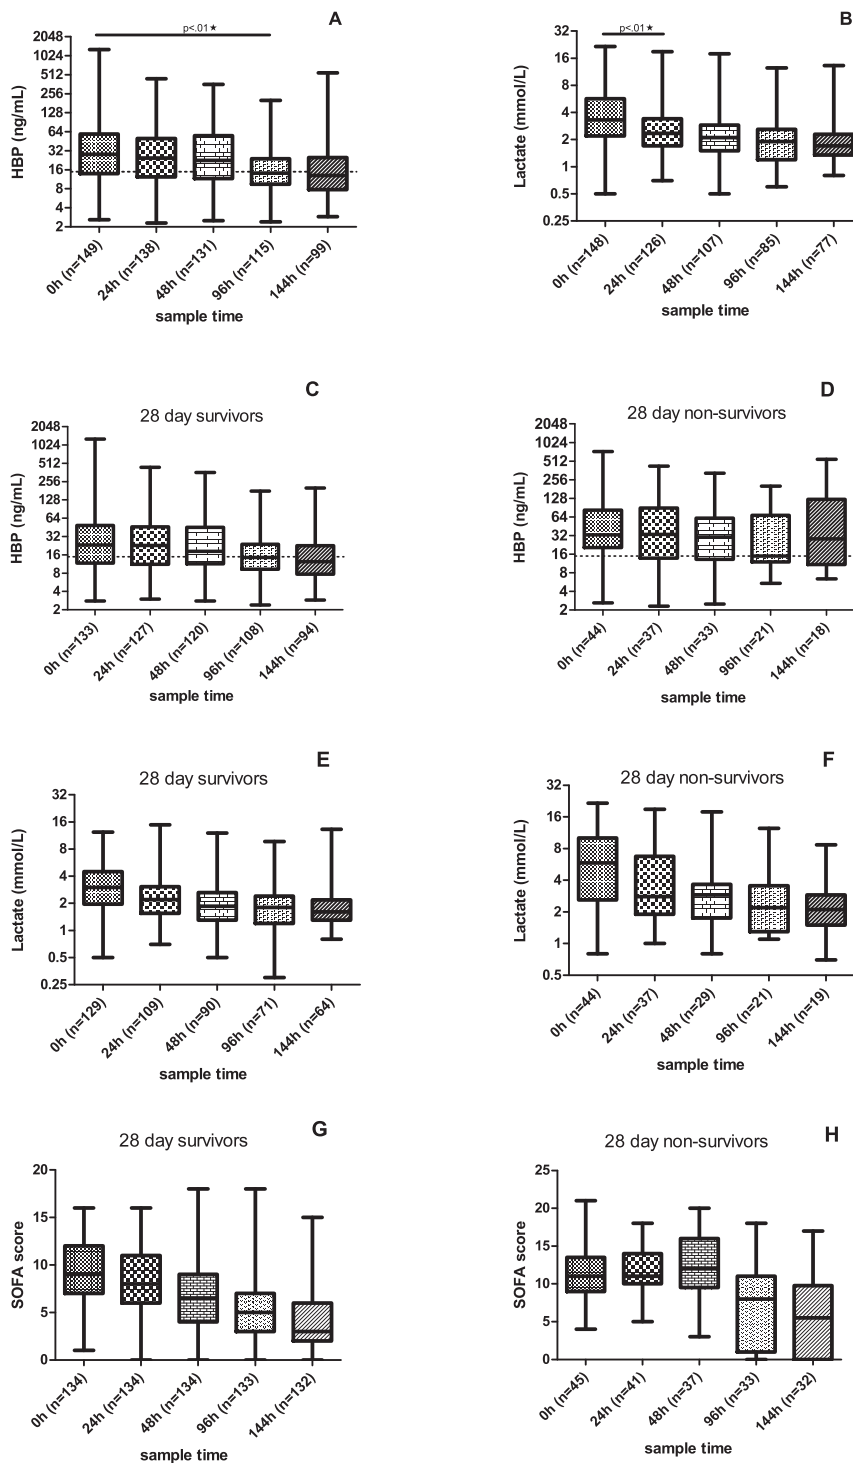 A
p<.01★
HBP (ng/mL)
2048
1024
512
256
128
64
32
16
8
4
2
0h (n=149)
24h (n=138)
48h (n=131)
96h (n=115)
144h (n=99)
sample time
B
p<.01★
Lactate (mmol/L)
32
16
8
4
2
1
0.5
0.25
0h (n=148)
24h (n=126)
48h (n=107)
96h (n=85)
144h (n=77)
sample time
C
28 day survivors
HBP (ng/mL)
2048
1024
512
256
128
64
32
16
8
4
2
0h (n=133)
24h (n=127)
48h (n=120)
96h (n=108)
144h (n=94)
sample time
D
28 day non-survivors
HBP (ng/mL)
2048
1024
512
256
128
64
32
16
8
4
2
0h (n=44)
24h (n=37)
48h (n=33)
96h (n=21)
144h (n=18)
sample time
E
28 day survivors
Lactate (mmol/L)
32
16
8
4
2
1
0.5
0.25
0h (n=129)
24h (n=109)
48h (n=90)
96h (n=71)
144h (n=64)
sample time
F
28 day non-survivors
Lactate (mmol/L)
32
16
8
4
2
1
0.5
0h (n=44)
24h (n=37)
48h (n=29)
96h (n=21)
144h (n=19)
sample time
G
28 day survivors
SOFA score
20
15
10
5
0
0h (n=134)
24h (n=134)
48h (n=134)
96h (n=133)
144h (n=132)
sample time
H
28 day non-survivors
SOFA score
25
20
15
10
5
0
0h (n=45)
24h (n=41)
48h (n=37)
96h (n=33)
144h (n=32)
sample time